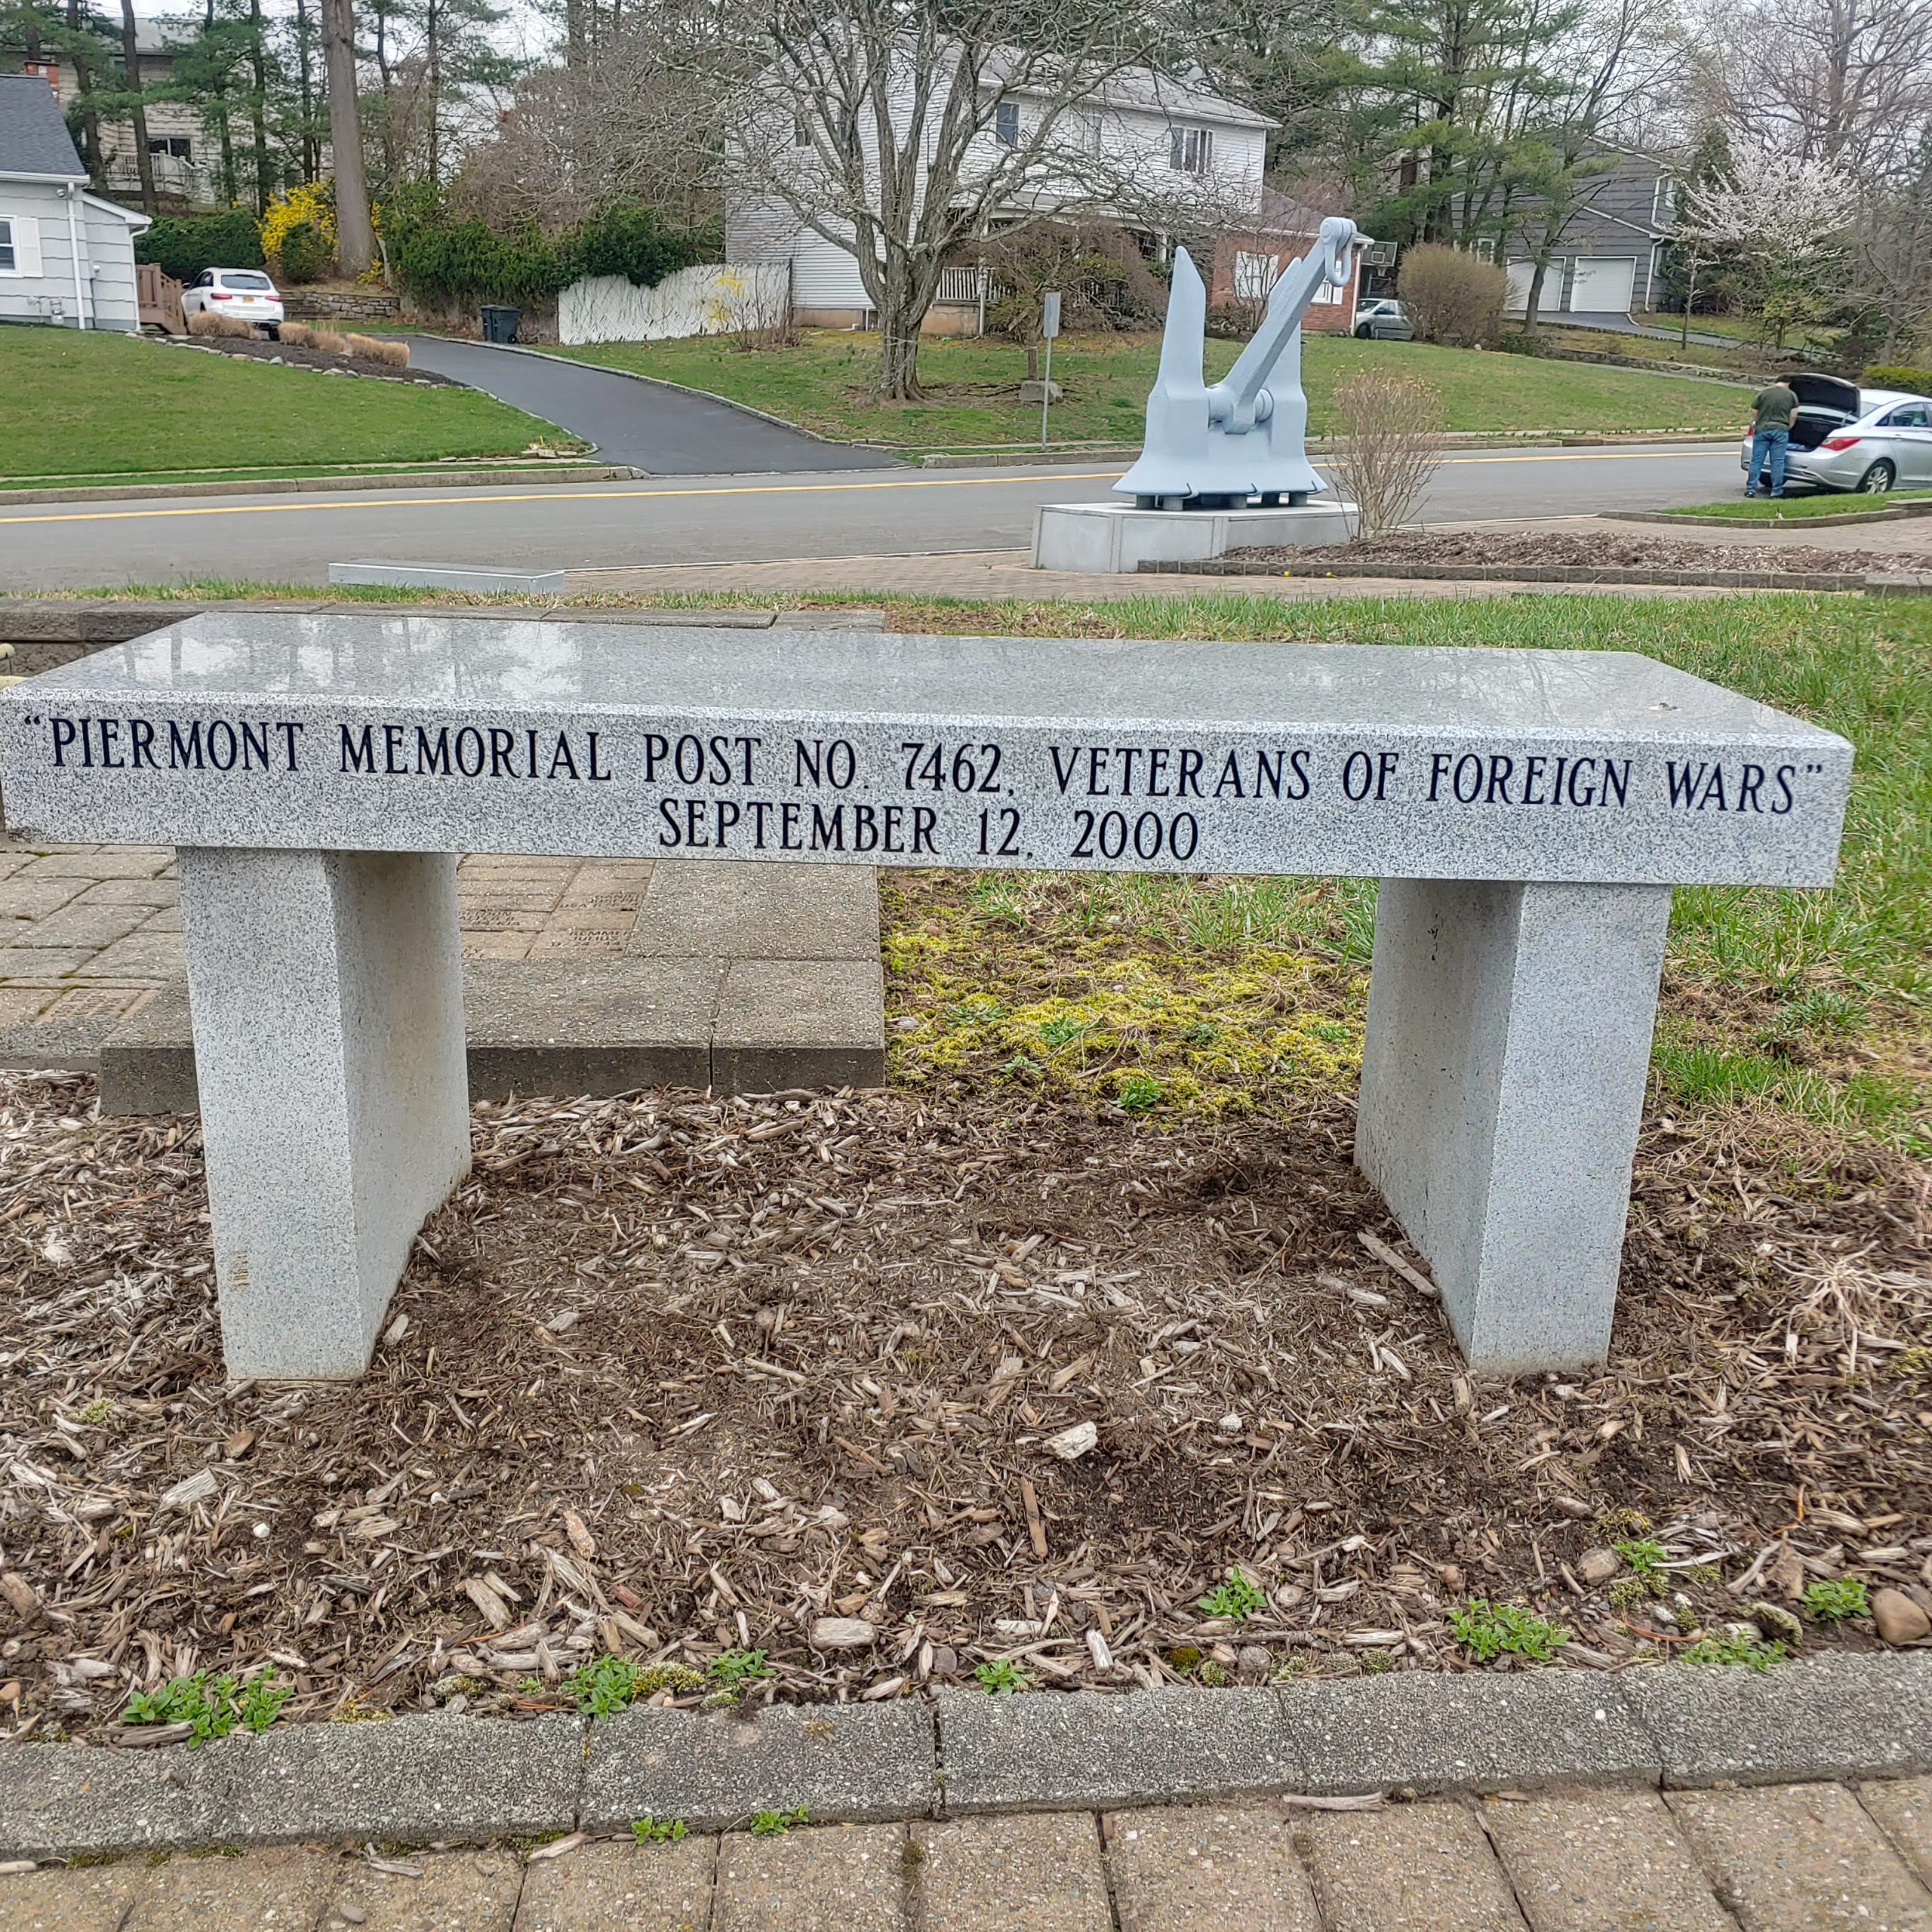 “PIERMONT MEMORIAL POST NO. 7462, VETERANS OF FOREIGN WARS”
SEPTEMBER 12, 2000